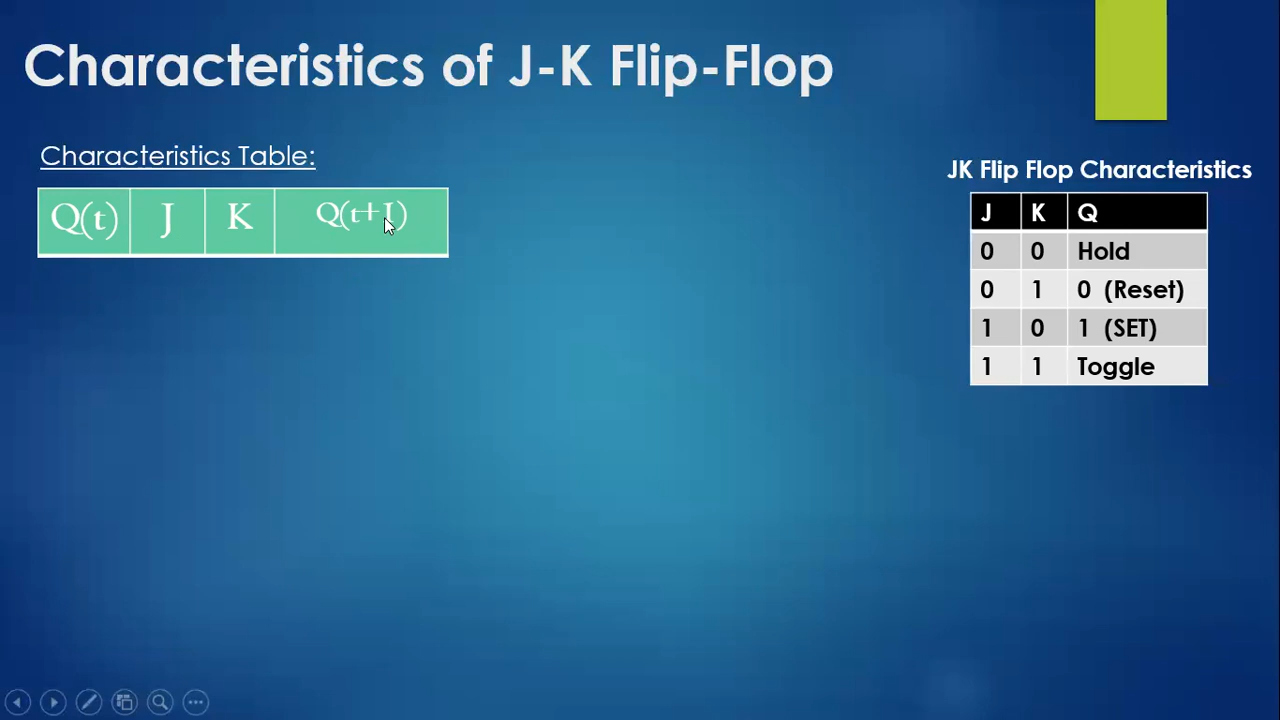 Characteristics of J-K Flip-Flop
Characteristics Table:
Q(t) J K Q(t+1)
JK Flip Flop Characteristics
J K Q
0 0 Hold
0 1 0 (Reset)
1 0 1 (SET)
1 1 Toggle